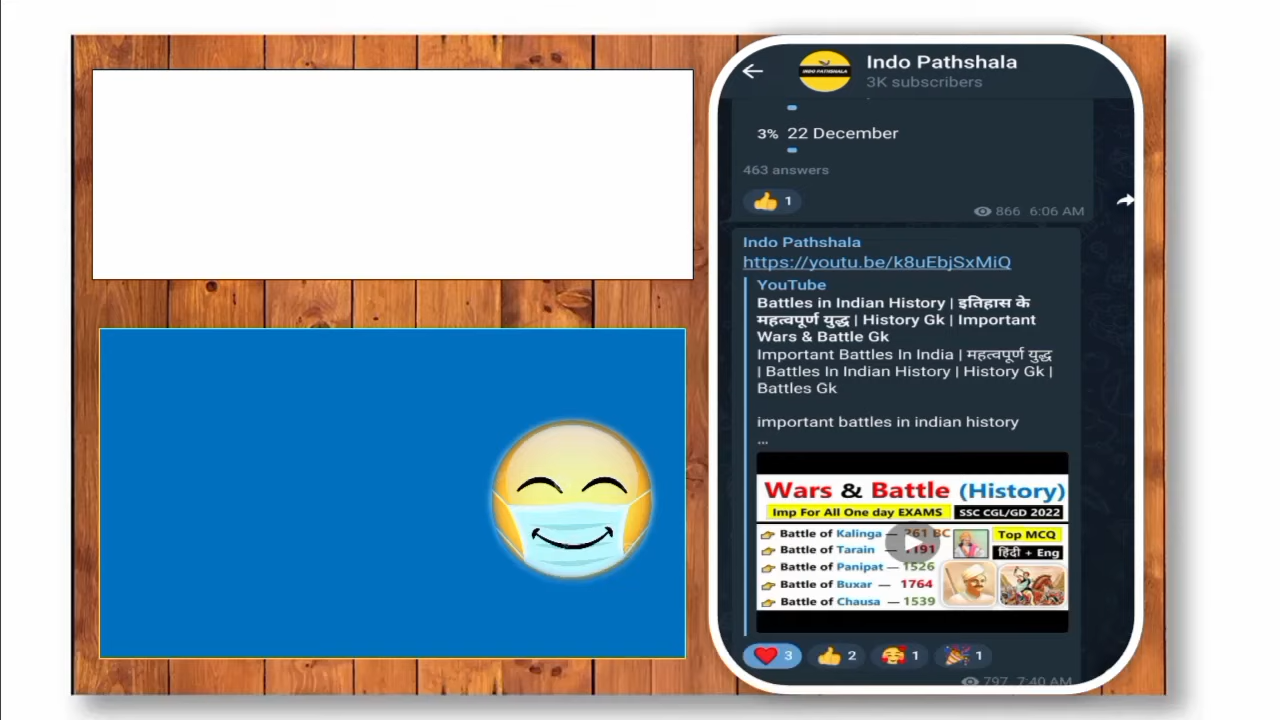 Indo Pathshala
INDO PATHSHALA
3K subscribers
3% 22 December
463 answers
1
866 6:06 AM
Indo Pathshala
https://youtu.be/k8uEbjSxMiQ
YouTube
Battles in Indian History | इतिहास के
महत्वपूर्ण युद्ध | History Gk | Important
Wars & Battle Gk
Important Battles In India | महत्वपूर्ण युद्ध
| Battles In Indian History | History Gk |
Battles Gk
important battles in indian history
...
Wars & Battle (History)
Imp For All One day EXAMS SSC CGL/GD 2022
Battle of Kalinga — 261 BC Top MCQ
Battle of Tarain 1191 हिंदी + Eng
Battle of Panipat — 1526
Battle of Buxar — 1764
Battle of Chausa — 1539
3 2 1 1
797 7:40 AM